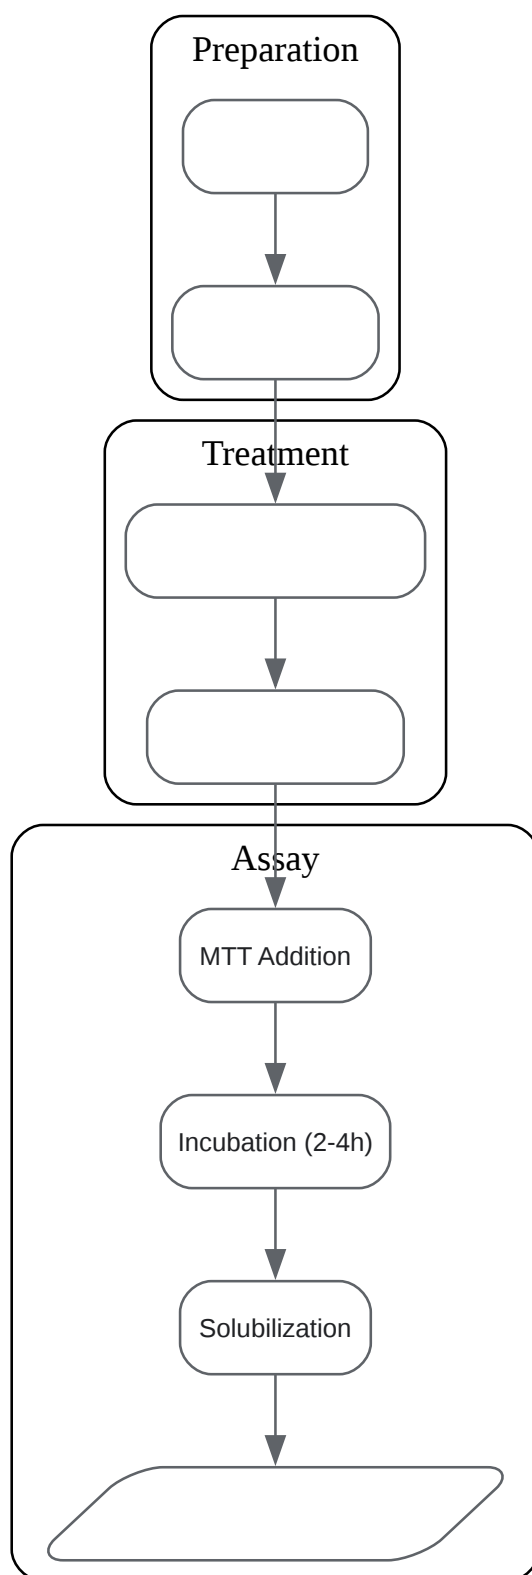 Preparation
Treatment
Assay
MTT Addition
Incubation (2-4h)
Solubilization